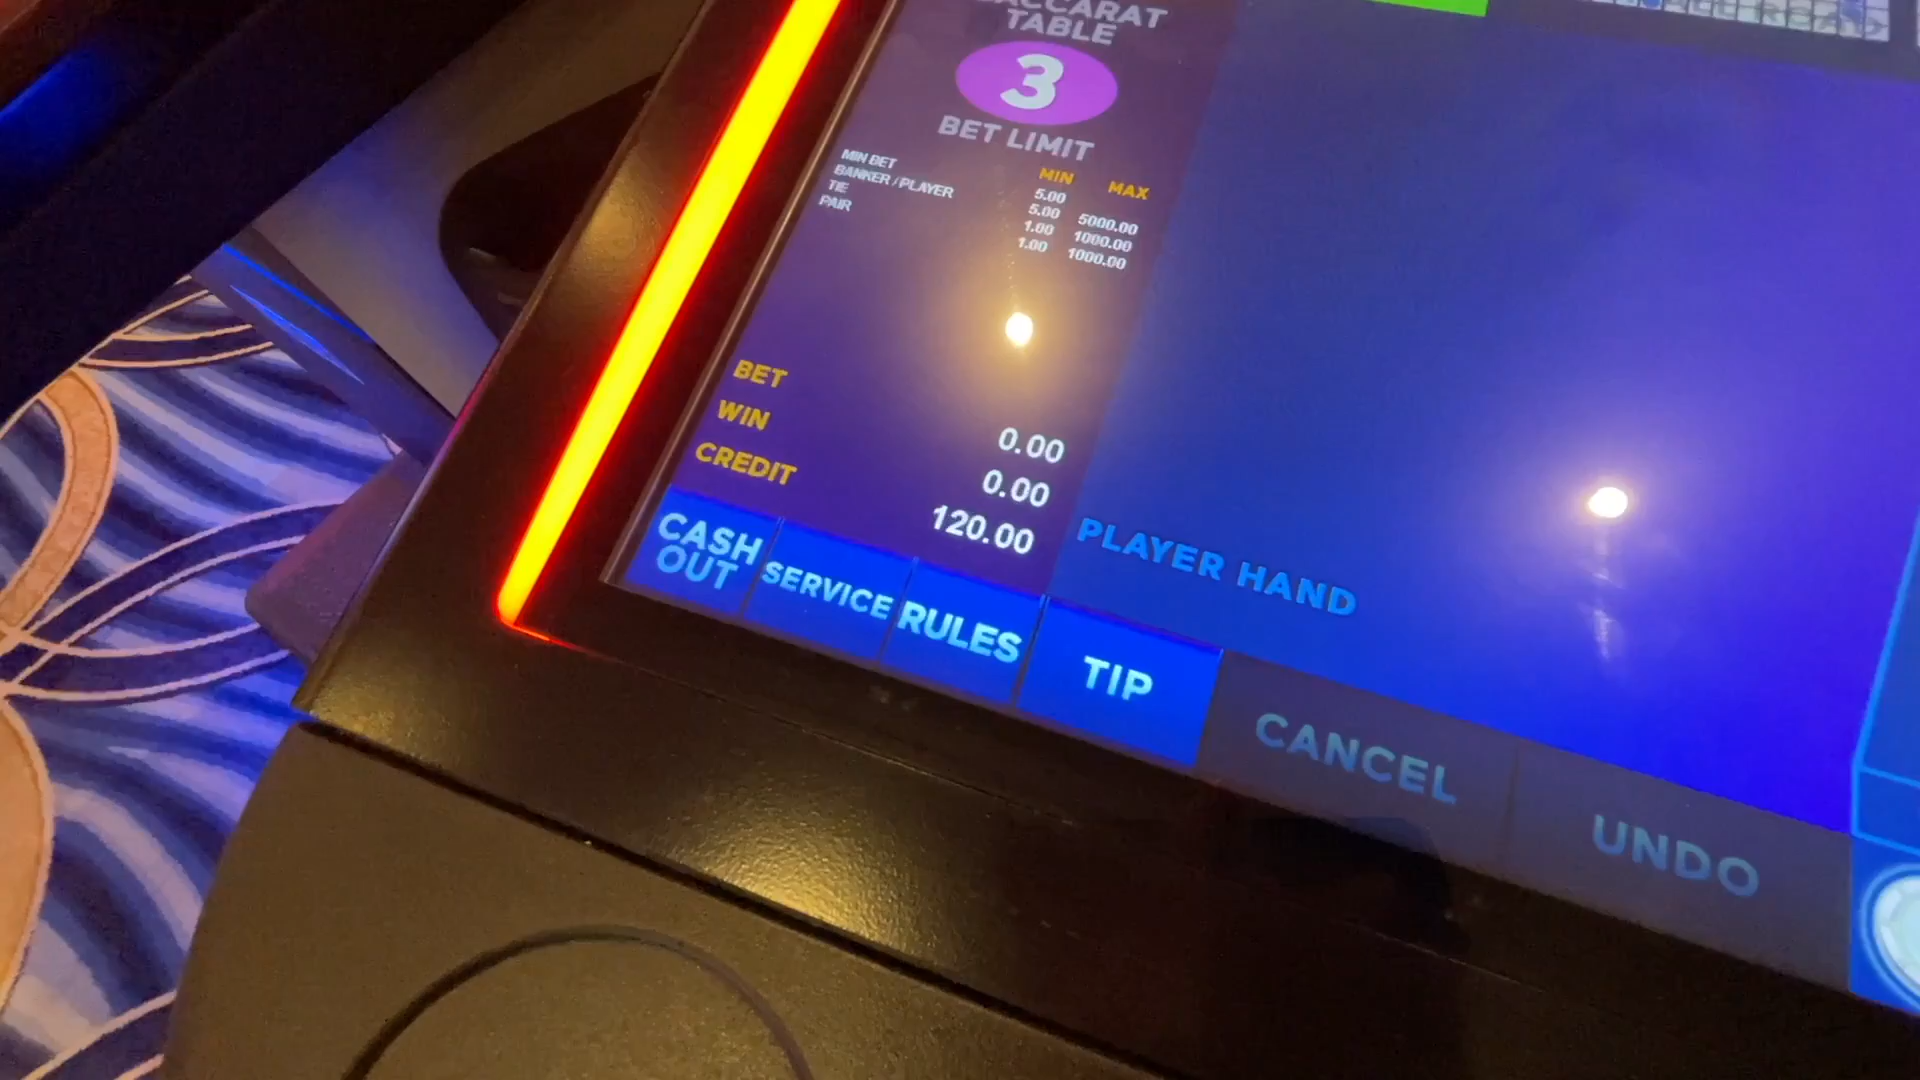 BACCARAT
TABLE
3
BET LIMIT
MIN MAX
MIN BET 5.00
BANKER / PLAYER 5.00 5000.00
TIE 1.00 1000.00
PAIR 1.00 1000.00
BET 0.00
WIN 0.00
CREDIT 120.00
PLAYER HAND
CASH
OUT
SERVICE
RULES
TIP
CANCEL
UNDO